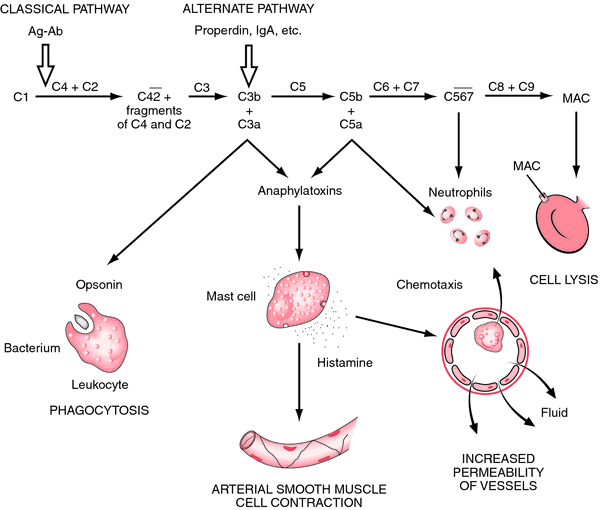 CLASSICAL PATHWAY
ALTERNATE PATHWAY
Ag-Ab
Properdin, IgA, etc.
C1
C4 + C2
C42 +
fragments
of C4 and C2
C3
C3b
+
C3a
C5
C5b
+
C5a
C6 + C7
C567
C8 + C9
MAC
Anaphylatoxins
Neutrophils
MAC
CELL LYSIS
Opsonin
Mast cell
Chemotaxis
Bacterium
Histamine
Leukocyte
PHAGOCYTOSIS
Fluid
ARTERIAL SMOOTH MUSCLE
CELL CONTRACTION
INCREASED
PERMEABILITY
OF VESSELS